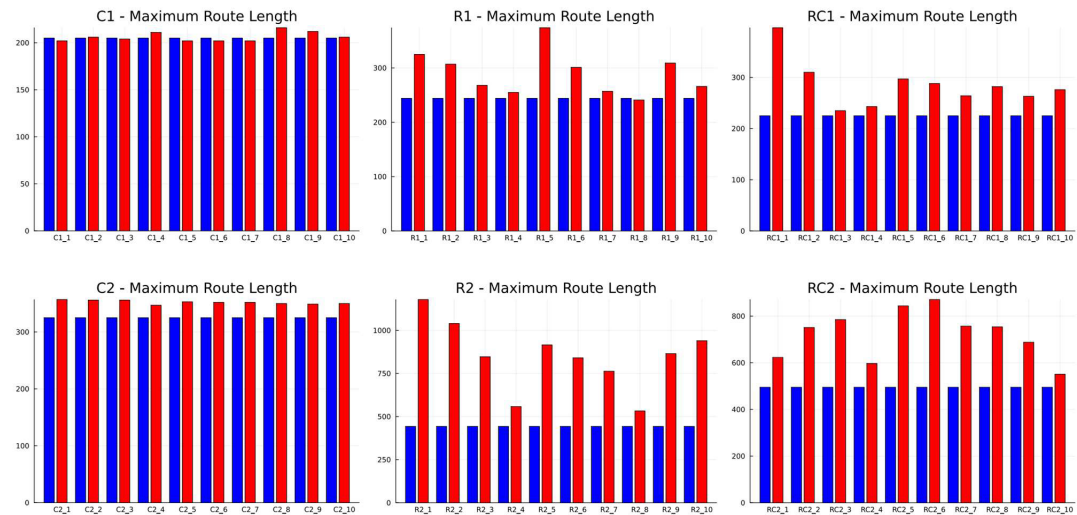 C1 - Maximum Route Length
200
150
100
50
0
C1_1 C1_2 C1_3 C1_4 C1_5 C1_6 C1_7 C1_8 C1_9 C1_10
R1 - Maximum Route Length
300
200
100
0
R1_1 R1_2 R1_3 R1_4 R1_5 R1_6 R1_7 R1_8 R1_9 R1_10
RC1 - Maximum Route Length
300
200
100
0
RC1_1 RC1_2 RC1_3 RC1_4 RC1_5 RC1_6 RC1_7 RC1_8 RC1_9 RC1_10
C2 - Maximum Route Length
300
200
100
0
C2_1 C2_2 C2_3 C2_4 C2_5 C2_6 C2_7 C2_8 C2_9 C2_10
R2 - Maximum Route Length
1000
750
500
250
0
R2_1 R2_2 R2_3 R2_4 R2_5 R2_6 R2_7 R2_8 R2_9 R2_10
RC2 - Maximum Route Length
800
600
400
200
0
RC2_1 RC2_2 RC2_3 RC2_4 RC2_5 RC2_6 RC2_7 RC2_8 RC2_9 RC2_10